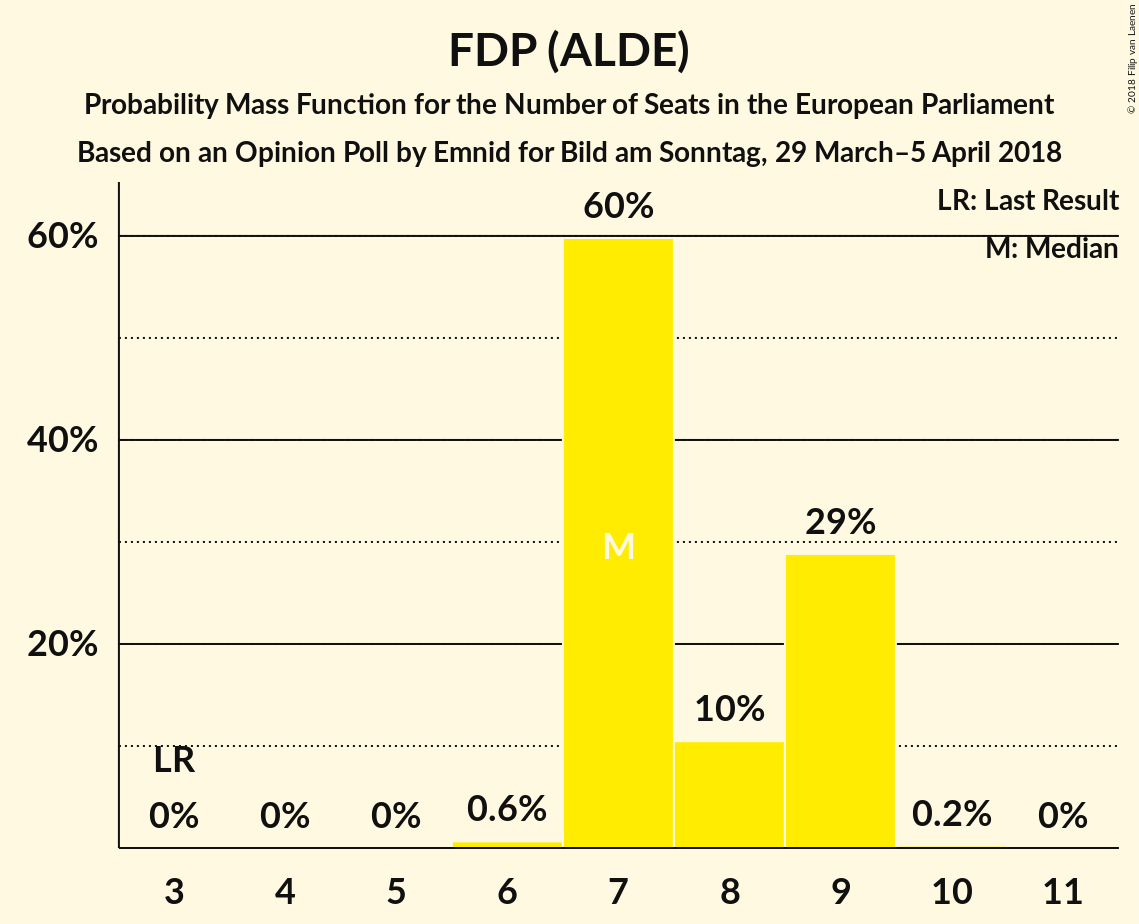 FDP (ALDE)
Probability Mass Function for the Number of Seats in the European Parliament
Based on an Opinion Poll by Emnid for Bild am Sonntag, 29 March–5 April 2018
© 2018 Filip van Laenen
LR: Last Result
M: Median
60%
40%
20%
LR
0%
0%
0%
0.6%
60%
M
10%
29%
0.2%
0%
3 4 5 6 7 8 9 10 11